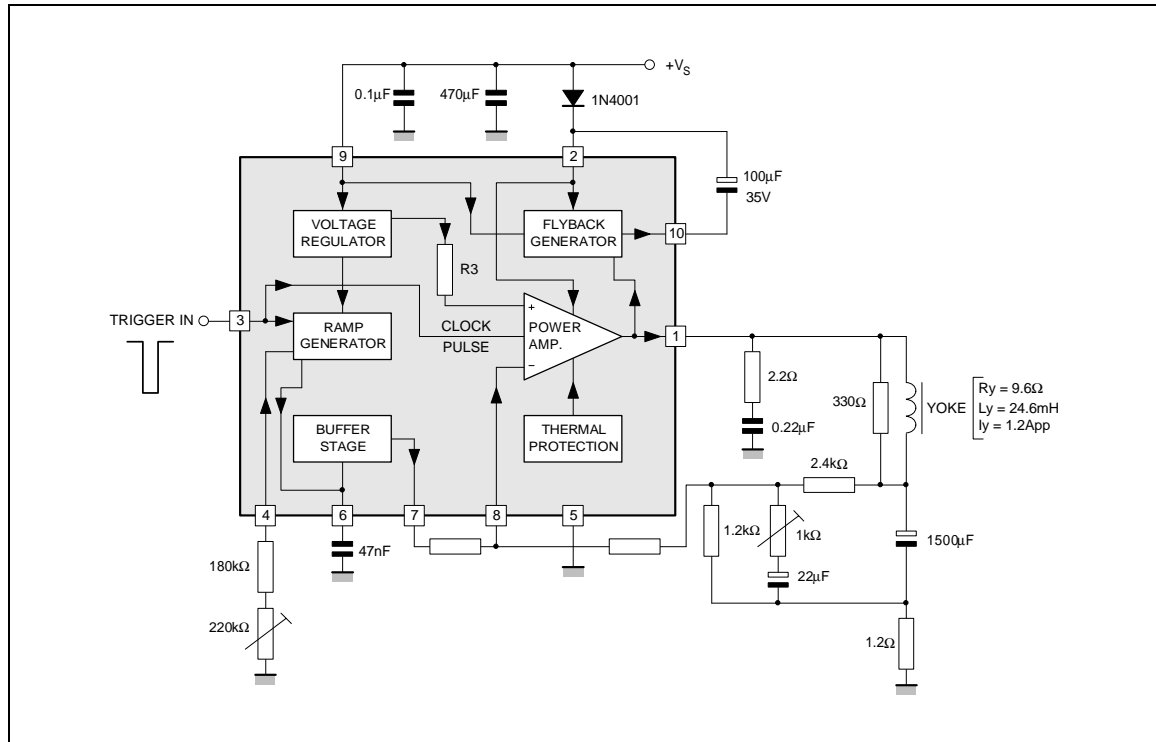 +VS
0.1µF
470µF
1N4001
9
2
100µF
35V
VOLTAGE
REGULATOR
FLYBACK
GENERATOR
10
R3
TRIGGER IN
3
RAMP
GENERATOR
CLOCK
PULSE
+
POWER
AMP.
−
1
2.2Ω
0.22µF
330Ω
YOKE
Ry = 9.6Ω
Ly = 24.6mH
Iy = 1.2App
BUFFER
STAGE
THERMAL
PROTECTION
2.4kΩ
4
6
7
8
5
47nF
1.2kΩ
1kΩ
22µF
1500µF
180kΩ
220kΩ
1.2Ω